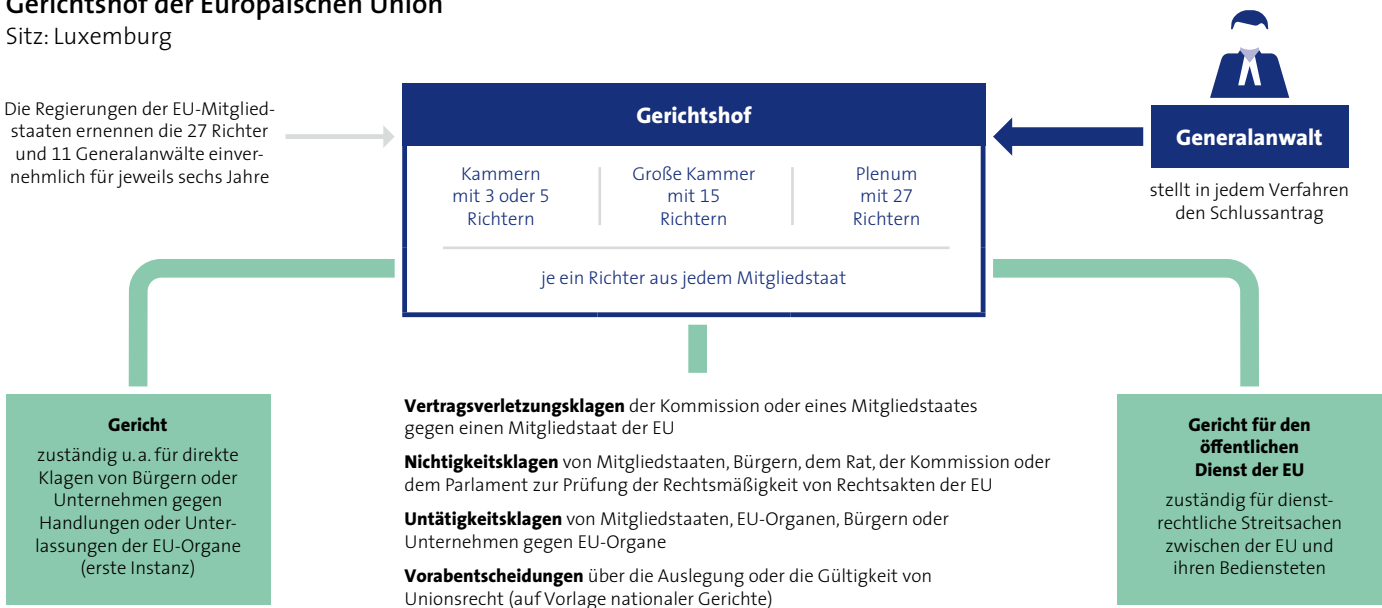 Gerichtshof der Europäischen Union
Sitz: Luxemburg
Die Regierungen der EU-Mitglied-
staaten ernennen die 27 Richter
und 11 Generalanwälte einver-
nehmlich für jeweils sechs Jahre
Gerichtshof
Kammern
mit 3 oder 5
Richtern
Große Kammer
mit 15
Richtern
Plenum
mit 27
Richtern
je ein Richter aus jedem Mitgliedstaat
Generalanwalt
stellt in jedem Verfahren
den Schlussantrag
Gericht
zuständig u. a. für direkte
Klagen von Bürgern oder
Unternehmen gegen
Handlungen oder Unter-
lassungen der EU-Organe
(erste Instanz)
Vertragsverletzungsklagen der Kommission oder eines Mitgliedstaates
gegen einen Mitgliedstaat der EU
Nichtigkeitsklagen von Mitgliedstaaten, Bürgern, dem Rat, der Kommission oder
dem Parlament zur Prüfung der Rechtsmäßigkeit von Rechtsakten der EU
Untätigkeitsklagen von Mitgliedstaaten, EU-Organen, Bürgern oder
Unternehmen gegen EU-Organe
Vorabentscheidungen über die Auslegung oder die Gültigkeit von
Unionsrecht (auf Vorlage nationaler Gerichte)
Gericht für den
öffentlichen
Dienst der EU
zuständig für dienst-
rechtliche Streitsachen
zwischen der EU und
ihren Bediensteten